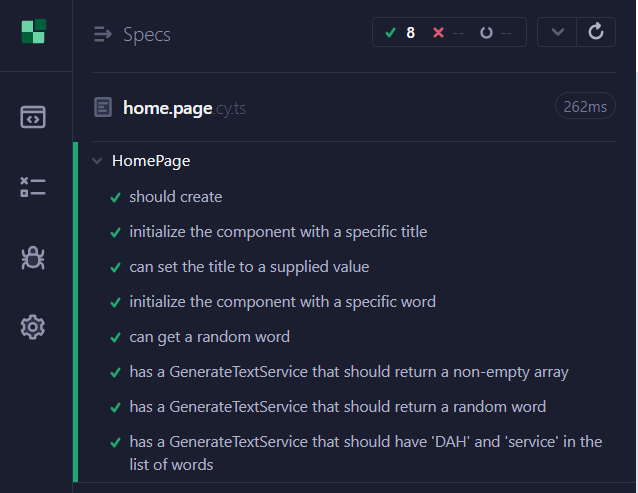 Specs 8 -- --
home.page.cy.ts 262ms
HomePage
should create
initialize the component with a specific title
can set the title to a supplied value
initialize the component with a specific word
can get a random word
has a GenerateTextService that should return a non-empty array
has a GenerateTextService that should return a random word
has a GenerateTextService that should have 'DAH' and 'service' in the
list of words